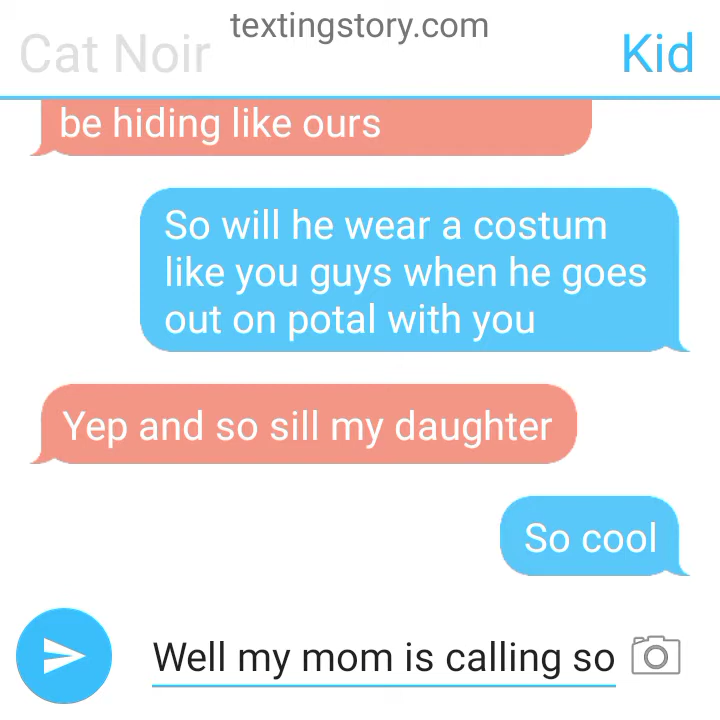 textingstory.com
Cat Noir
Kid
be hiding like ours
So will he wear a costum
like you guys when he goes
out on potal with you
Yep and so sill my daughter
So cool
Well my mom is calling so